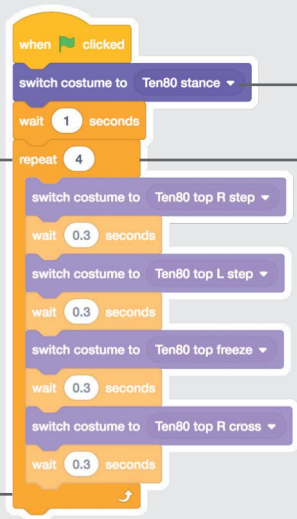 when clicked
switch costume to Ten80 stance
wait 1 seconds
repeat 4
switch costume to Ten80 top R step
wait 0.3 seconds
switch costume to Ten80 top L step
wait 0.3 seconds
switch costume to Ten80 top freeze
wait 0.3 seconds
switch costume to Ten80 top R cross
wait 0.3 seconds